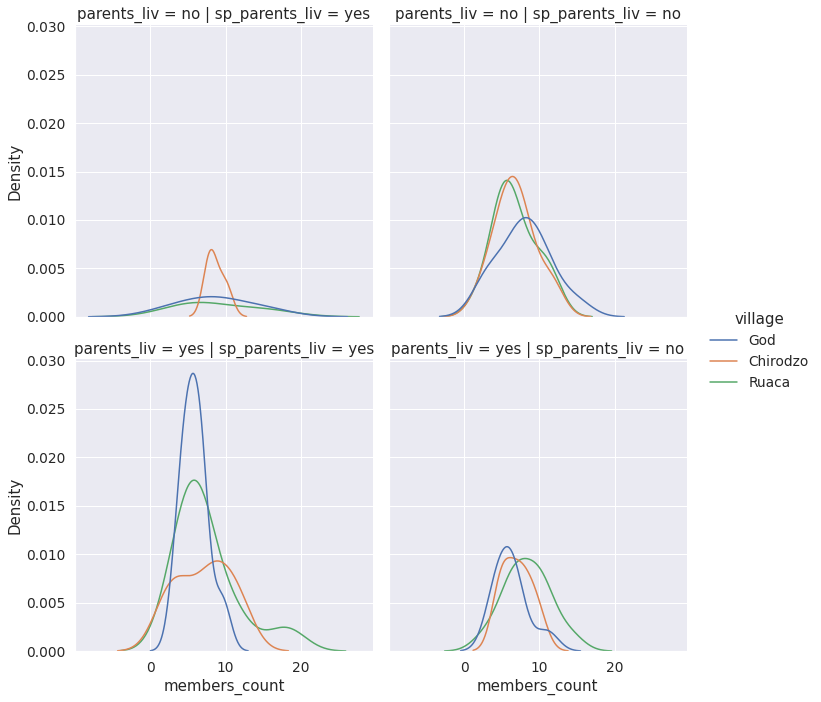 parents_liv = no | sp_parents_liv = yes
parents_liv = no | sp_parents_liv = no
0.030
0.025
0.020
0.015
0.010
0.005
0.000
Density
parents_liv = yes | sp_parents_liv = yes
parents_liv = yes | sp_parents_liv = no
0.030
0.025
0.020
0.015
0.010
0.005
0.000
Density
0 10 20
members_count
0 10 20
members_count
village
God
Chirodzo
Ruaca